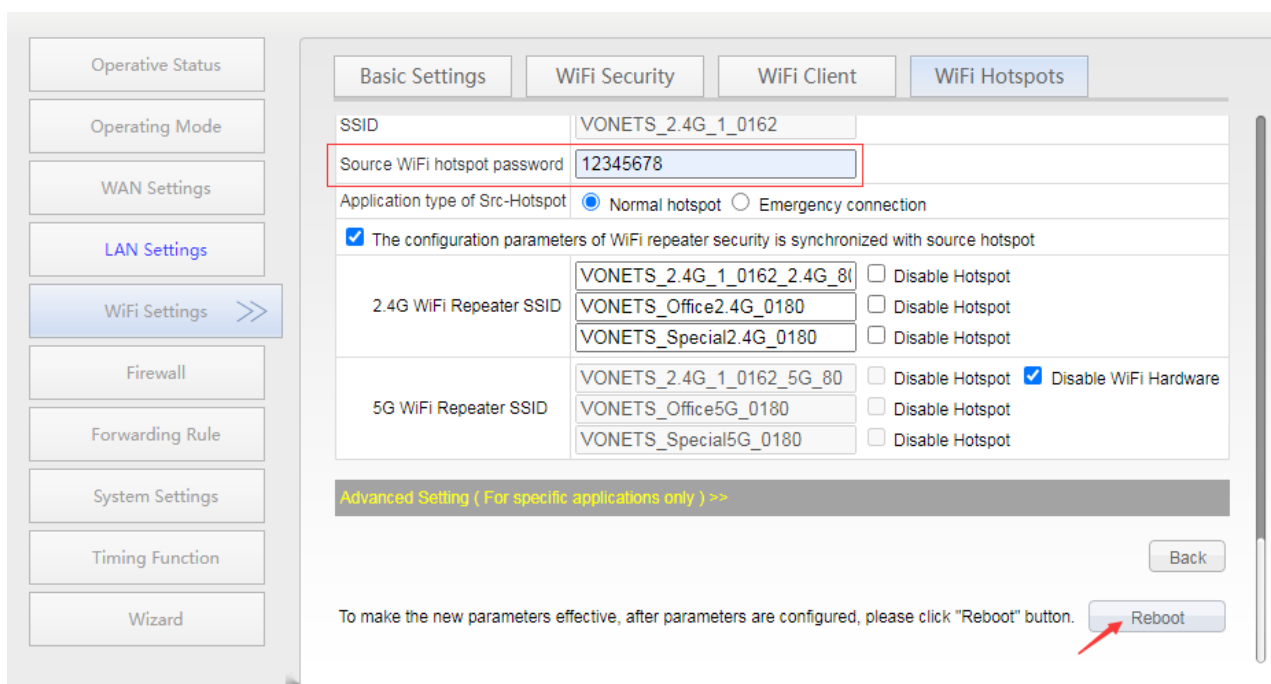 Operative Status
Operating Mode
WAN Settings
LAN Settings
WiFi Settings >>
Firewall
Forwarding Rule
System Settings
Timing Function
Wizard
Basic Settings WiFi Security WiFi Client WiFi Hotspots
SSID VONETS_2.4G_1_0162
Source WiFi hotspot password 12345678
Application type of Src-Hotspot Normal hotspot Emergency connection
The configuration parameters of WiFi repeater security is synchronized with source hotspot
VONETS_2.4G_1_0162_2.4G_8( Disable Hotspot
2.4G WiFi Repeater SSID VONETS_Office2.4G_0180 Disable Hotspot
VONETS_Special2.4G_0180 Disable Hotspot
VONETS_2.4G_1_0162_5G_80 Disable Hotspot Disable WiFi Hardware
5G WiFi Repeater SSID VONETS_Office5G_0180 Disable Hotspot
VONETS_Special5G_0180 Disable Hotspot
Advanced Setting ( For specific applications only ) >>
Back
To make the new parameters effective, after parameters are configured, please click "Reboot" button. Reboot